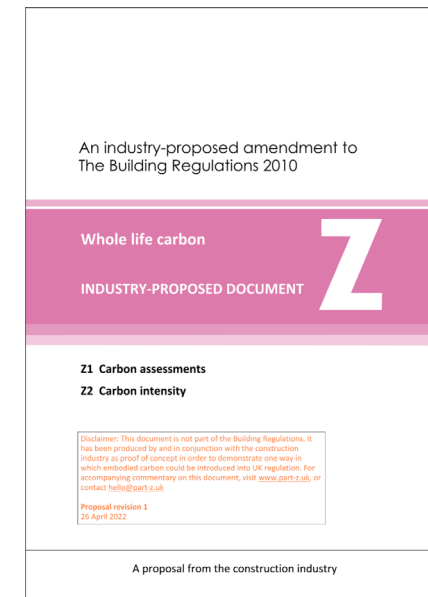 An industry-proposed amendment to
The Building Regulations 2010
Whole life carbon
Z
INDUSTRY-PROPOSED DOCUMENT
Z1 Carbon assessments
Z2 Carbon intensity
Disclaimer: This document is not part of the Building Regulations. It
has been produced by and in conjunction with the construction
industry as proof of concept in order to demonstrate one way in
which embodied carbon could be introduced into UK regulation. For
accompanying commentary on this document, visit www.part-z.uk, or
contact hello@part-z.uk
Proposal revision 1
26 April 2022
A proposal from the construction industry